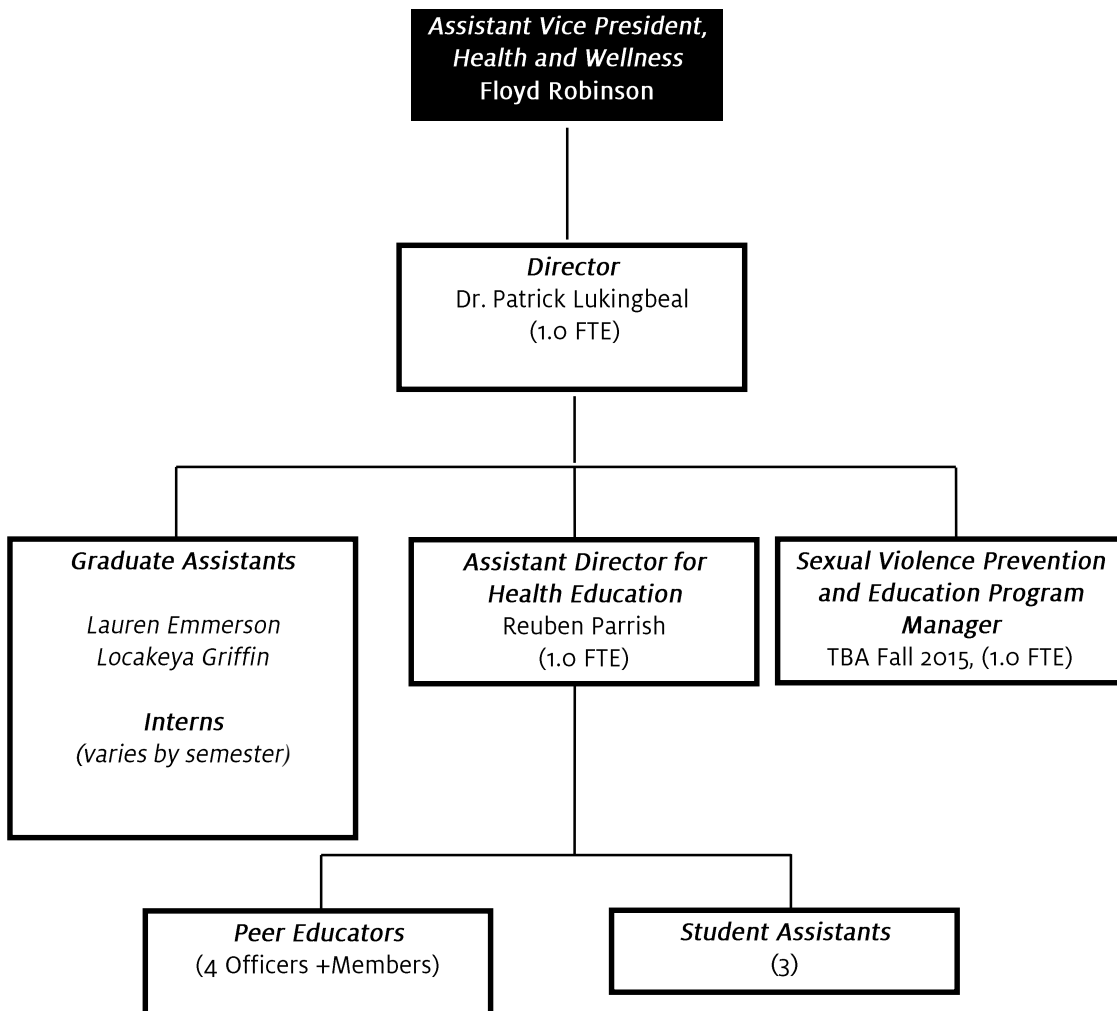 Assistant Vice President,
Health and Wellness
Floyd Robinson
Director
Dr. Patrick Lukingbeal
(1.0 FTE)
Graduate Assistants
Lauren Emmerson
Locakeya Griffin
Interns
(varies by semester)
Assistant Director for
Health Education
Reuben Parrish
(1.0 FTE)
Sexual Violence Prevention
and Education Program
Manager
TBA Fall 2015, (1.0 FTE)
Peer Educators
(4 Officers +Members)
Student Assistants
(3)